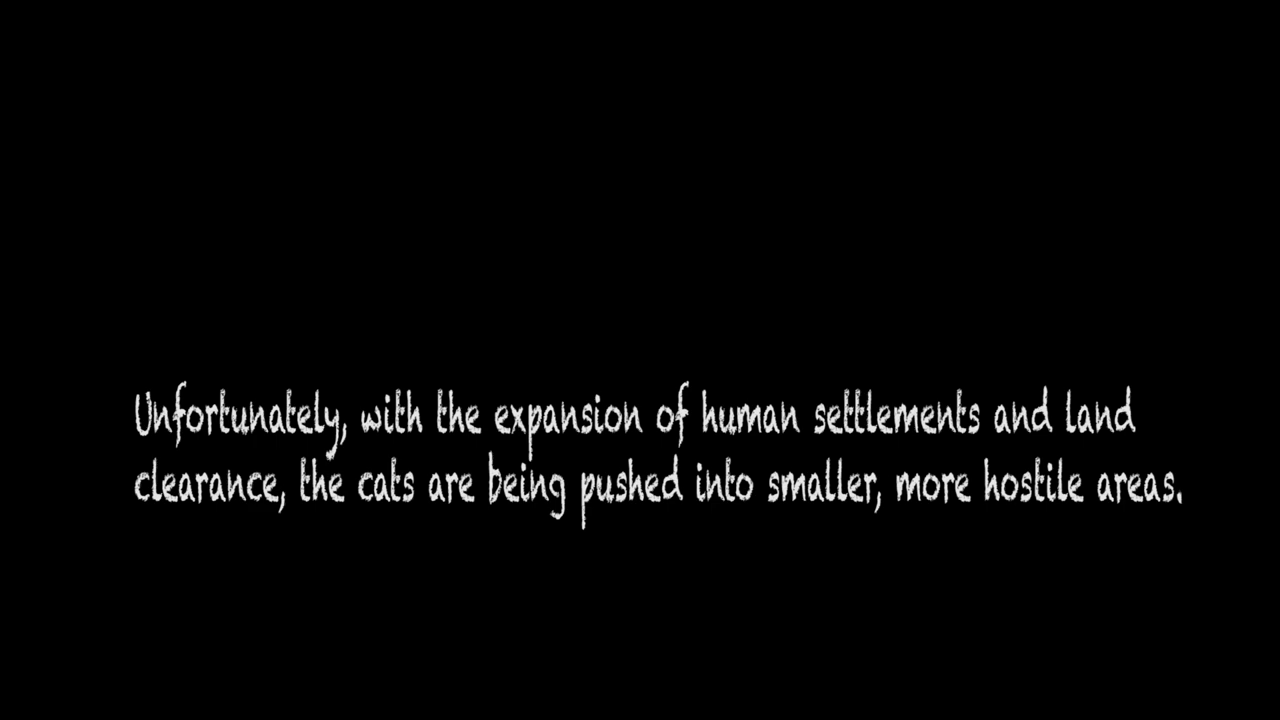 Unfortunately, with the expansion of human settlements and land
clearance, the cats are being pushed into smaller, more hostile areas.